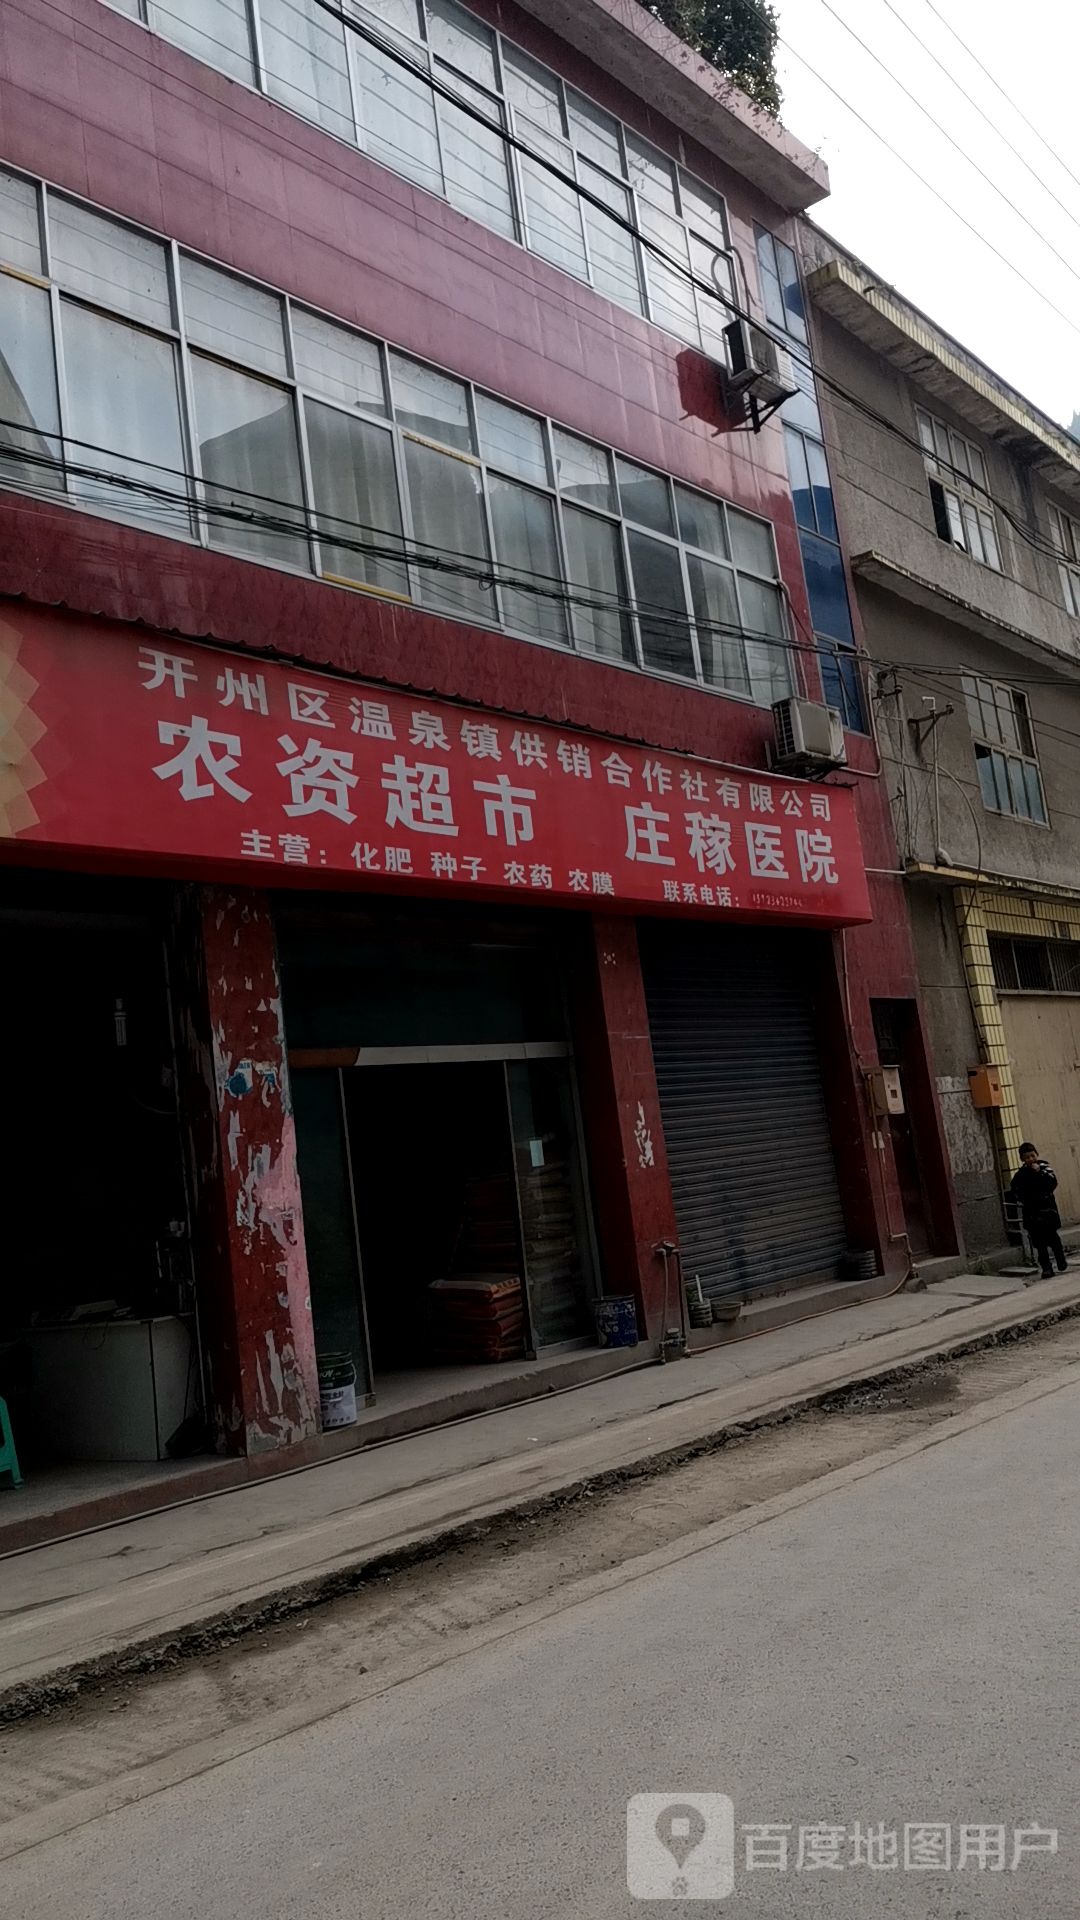 开州区温泉镇供销合作社有限公司
农资超市 庄稼医院
主营：化肥 种子 农药 农膜 联系电话：
百度地图用户